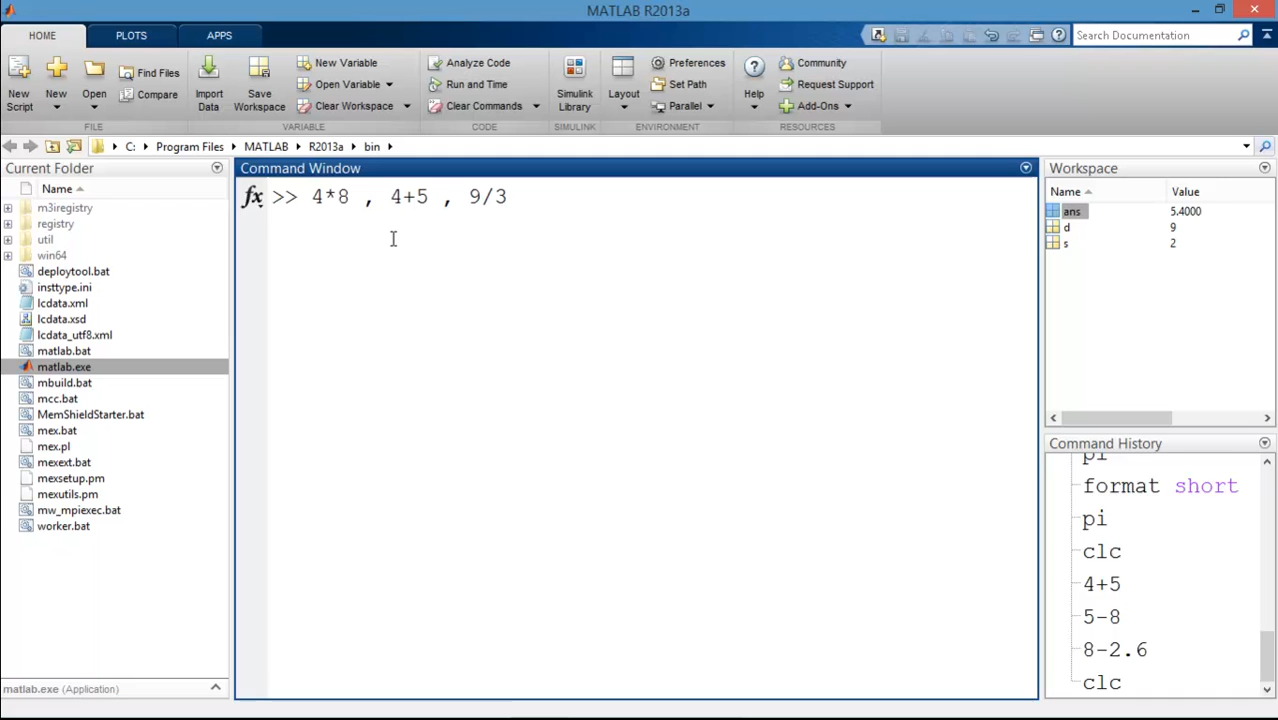 MATLAB R2013a
HOME PLOTS APPS
Search Documentation
New Script
New
Open
Find Files
Compare
FILE
Import Data
Save Workspace
New Variable
Open Variable
Clear Workspace
VARIABLE
Analyze Code
Run and Time
Clear Commands
CODE
Simulink Library
SIMULINK
Layout
Preferences
Set Path
Parallel
ENVIRONMENT
Help
Community
Request Support
Add-Ons
RESOURCES
C: Program Files MATLAB R2013a bin
Current Folder
Name
m3iregistry
registry
util
win64
deploytool.bat
insttype.ini
lcdata.xml
lcdata.xsd
lcdata_utf8.xml
matlab.bat
matlab.exe
mbuild.bat
mcc.bat
MemShieldStarter.bat
mex.bat
mex.pl
mexext.bat
mexsetup.pm
mexutils.pm
mw_mpiexec.bat
worker.bat
matlab.exe (Application)
Command Window
fx >> 4*8 , 4+5 , 9/3
Workspace
Name Value
ans 5.4000
d 9
s 2
Command History
pi
format short
pi
clc
4+5
5-8
8-2.6
clc